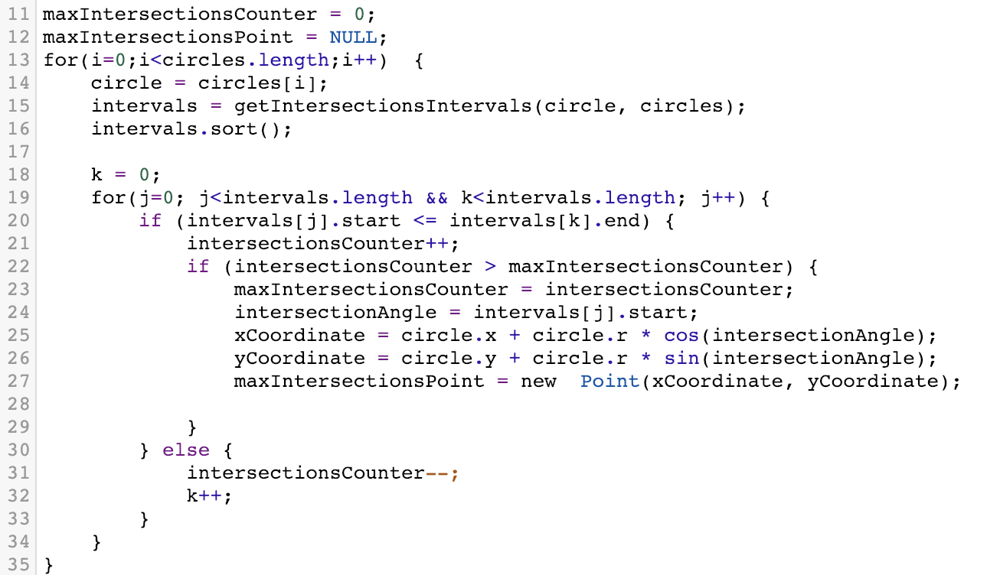 11 maxIntersectionsCounter = 0;
12 maxIntersectionsPoint = NULL;
13 for(i=0;i<circles.length;i++)  {
14     circle = circles[i];
15     intervals = getIntersectionsIntervals(circle, circles);
16     intervals.sort();
17
18     k = 0;
19     for(j=0; j<intervals.length && k<intervals.length; j++) {
20         if (intervals[j].start <= intervals[k].end) {
21             intersectionsCounter++;
22             if (intersectionsCounter > maxIntersectionsCounter) {
23                 maxIntersectionsCounter = intersectionsCounter;
24                 intersectionAngle = intervals[j].start;
25                 xCoordinate = circle.x + circle.r * cos(intersectionAngle);
26                 yCoordinate = circle.y + circle.r * sin(intersectionAngle);
27                 maxIntersectionsPoint = new  Point(xCoordinate, yCoordinate);
28
29             }
30         } else {
31             intersectionsCounter--;
32             k++;
33         }
34     }
35 }